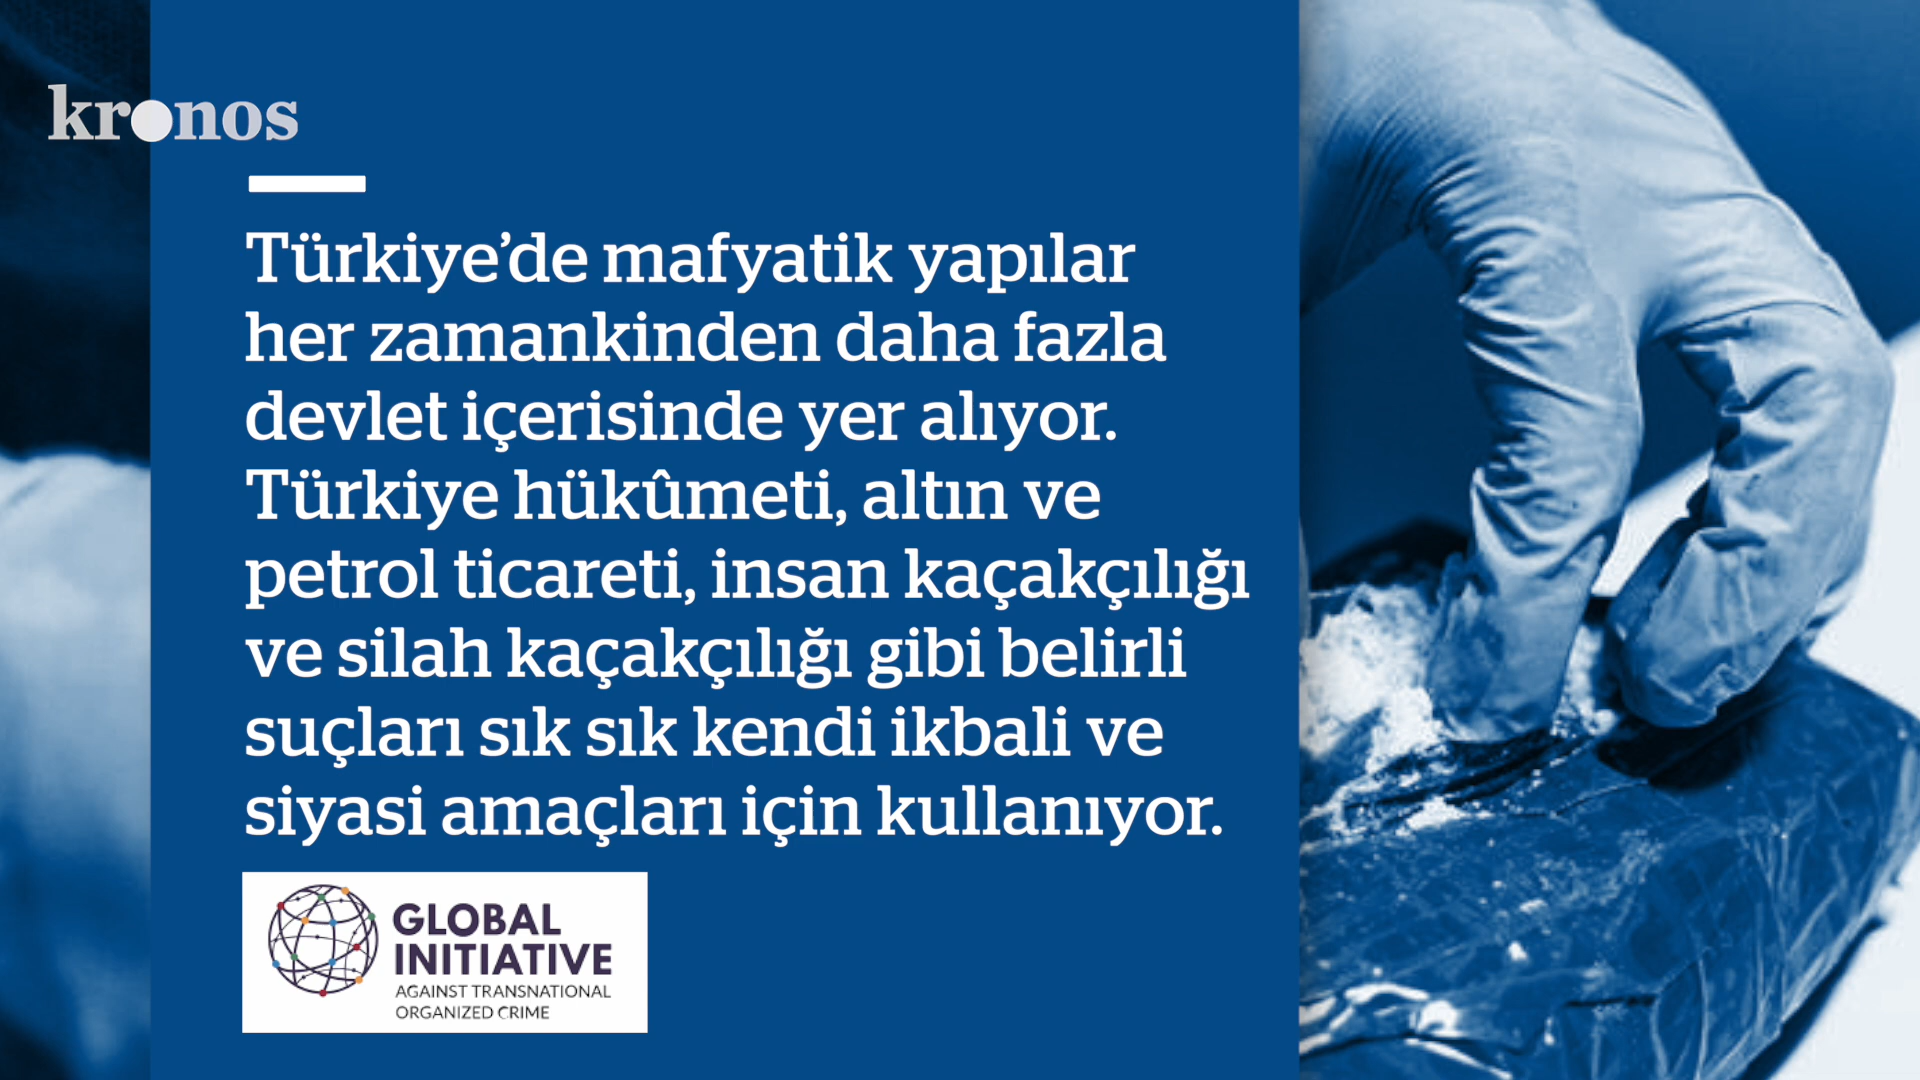 kronos
Türkiye’de mafyatik yapılar
her zamankinden daha fazla
devlet içerisinde yer alıyor.
Türkiye hükûmeti, altın ve
petrol ticareti, insan kaçakçılığı
ve silah kaçakçılığı gibi belirli
suçları sık sık kendi ikbali ve
siyasi amaçları için kullanıyor.
GLOBAL
INITIATIVE
AGAINST TRANSNATIONAL
ORGANIZED CRIME